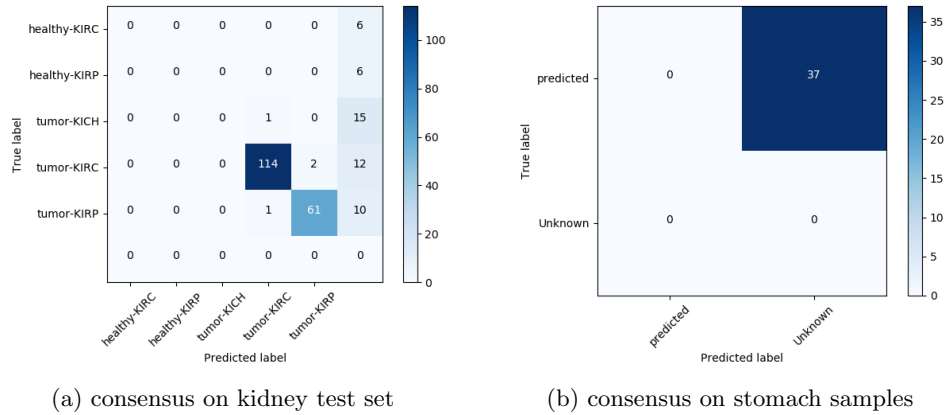 healthy-KIRC 0 0 0 0 0 6
healthy-KIRP 0 0 0 0 0 6
tumor-KICH 0 0 0 1 0 15
tumor-KIRC 0 0 0 114 2 12
tumor-KIRP 0 0 0 1 61 10
0 0 0 0 0 0
True label
healthy-KIRC healthy-KIRP tumor-KICH tumor-KIRC tumor-KIRP
Predicted label
100
80
60
40
20
0
(a) consensus on kidney test set
predicted 0 37
Unknown 0 0
True label
predicted Unknown
Predicted label
35
30
25
20
15
10
5
0
(b) consensus on stomach samples